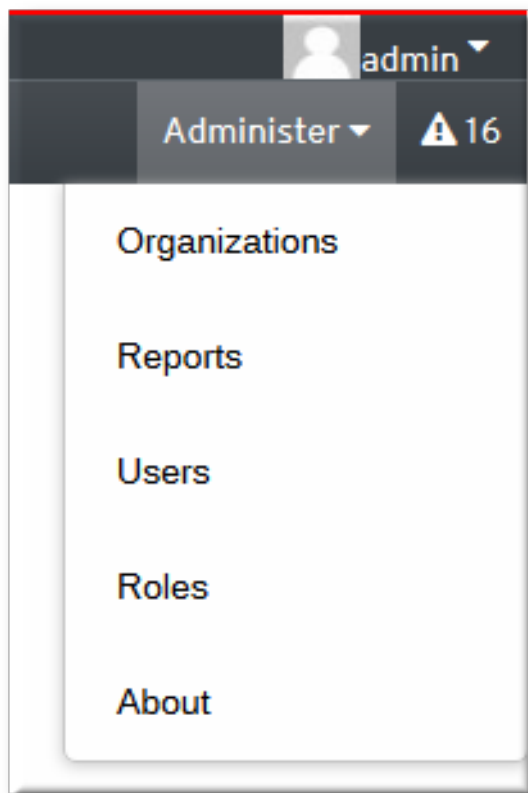 admin
Administer 16
Organizations
Reports
Users
Roles
About